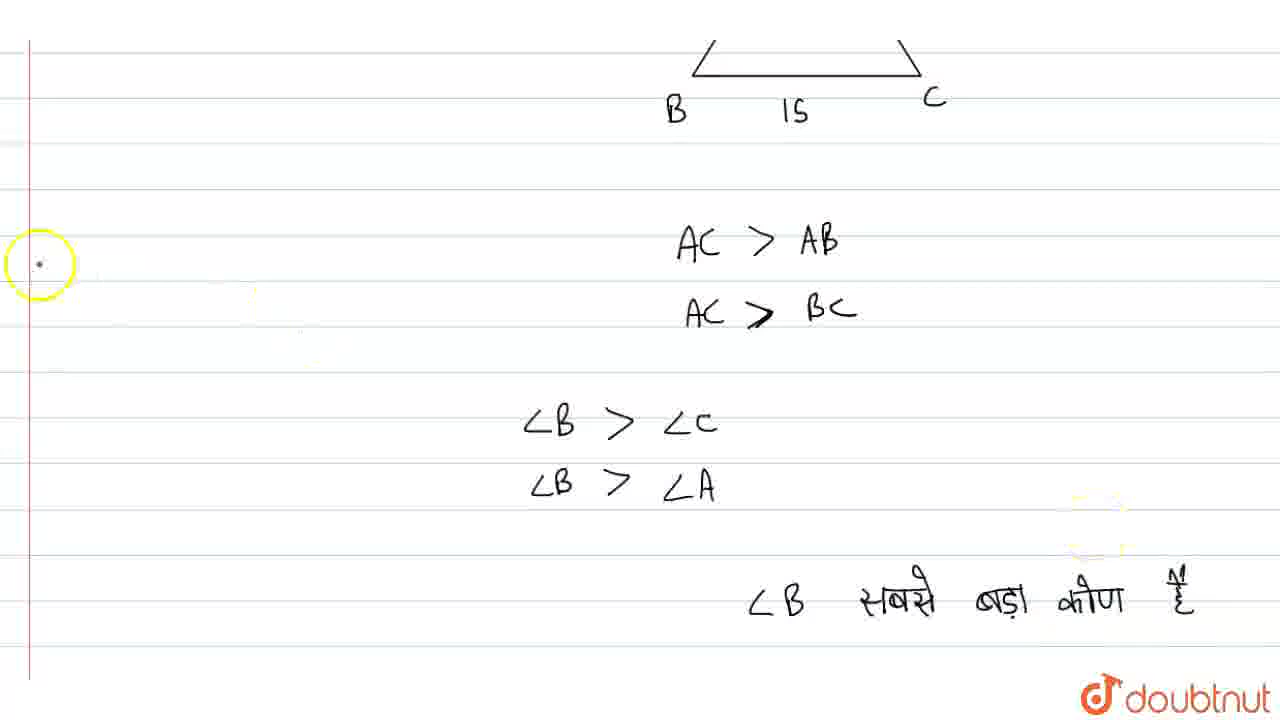 B 15 C
AC > AB
AC > BC
∠B > ∠C
∠B > ∠A
∠B सबसे बड़ा कोण है
doubtnut